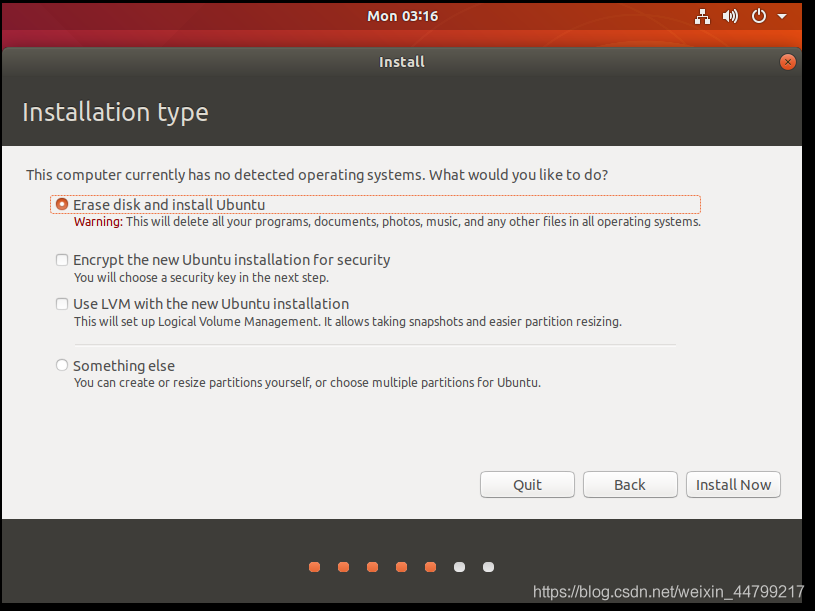 Mon 03:16
Install
Installation type
This computer currently has no detected operating systems. What would you like to do?
Erase disk and install Ubuntu
Warning: This will delete all your programs, documents, photos, music, and any other files in all operating systems.
Encrypt the new Ubuntu installation for security
You will choose a security key in the next step.
Use LVM with the new Ubuntu installation
This will set up Logical Volume Management. It allows taking snapshots and easier partition resizing.
Something else
You can create or resize partitions yourself, or choose multiple partitions for Ubuntu.
Quit Back Install Now
https://blog.csdn.net/weixin_44799217